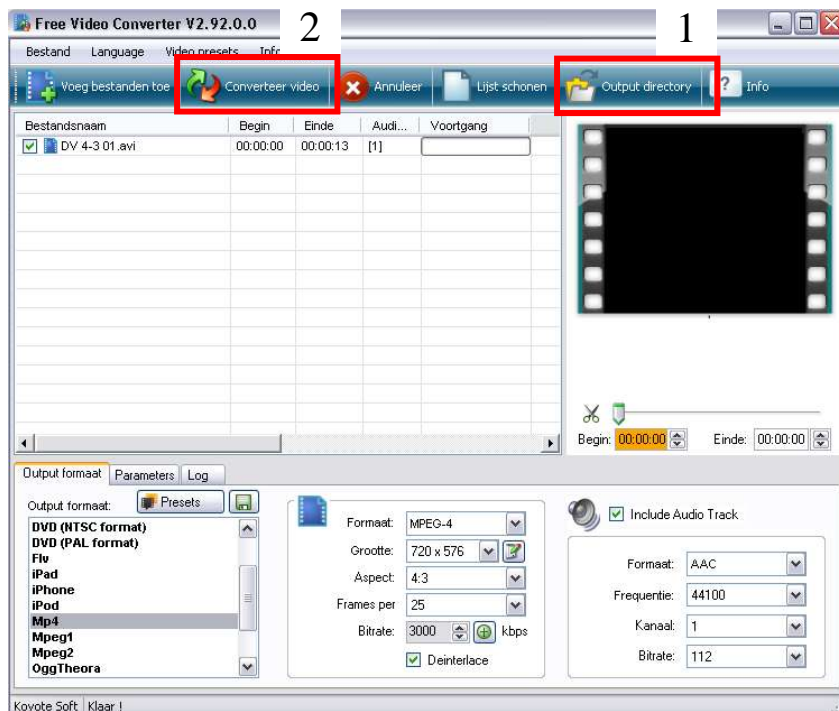 Free Video Converter V2.92.0.0
2
1
Bestand Language Video presets Info
Voeg bestanden toe Converteer video Annuleer Lijst schonen Output directory ? Info
Bestandsnaam Begin Einde Audi... Voortgang
DV 4-3 01.avi 00:00:00 00:00:13 [1]
Begin: 00:00:00 Einde: 00:00:00
Output formaat Parameters Log
Output formaat: Presets
DVD (NTSC format)
DVD (PAL format)
Flv
iPad
iPhone
iPod
Mp4
Mpeg1
Mpeg2
OggTheora
Formaat: MPEG-4
Grootte: 720 x 576
Aspect: 4:3
Frames per 25
Bitrate: 3000 kbps
Deinterlace
Include Audio Track
Formaat: AAC
Frequentie: 44100
Kanaal: 1
Bitrate: 112
Koyote Soft Klaar !